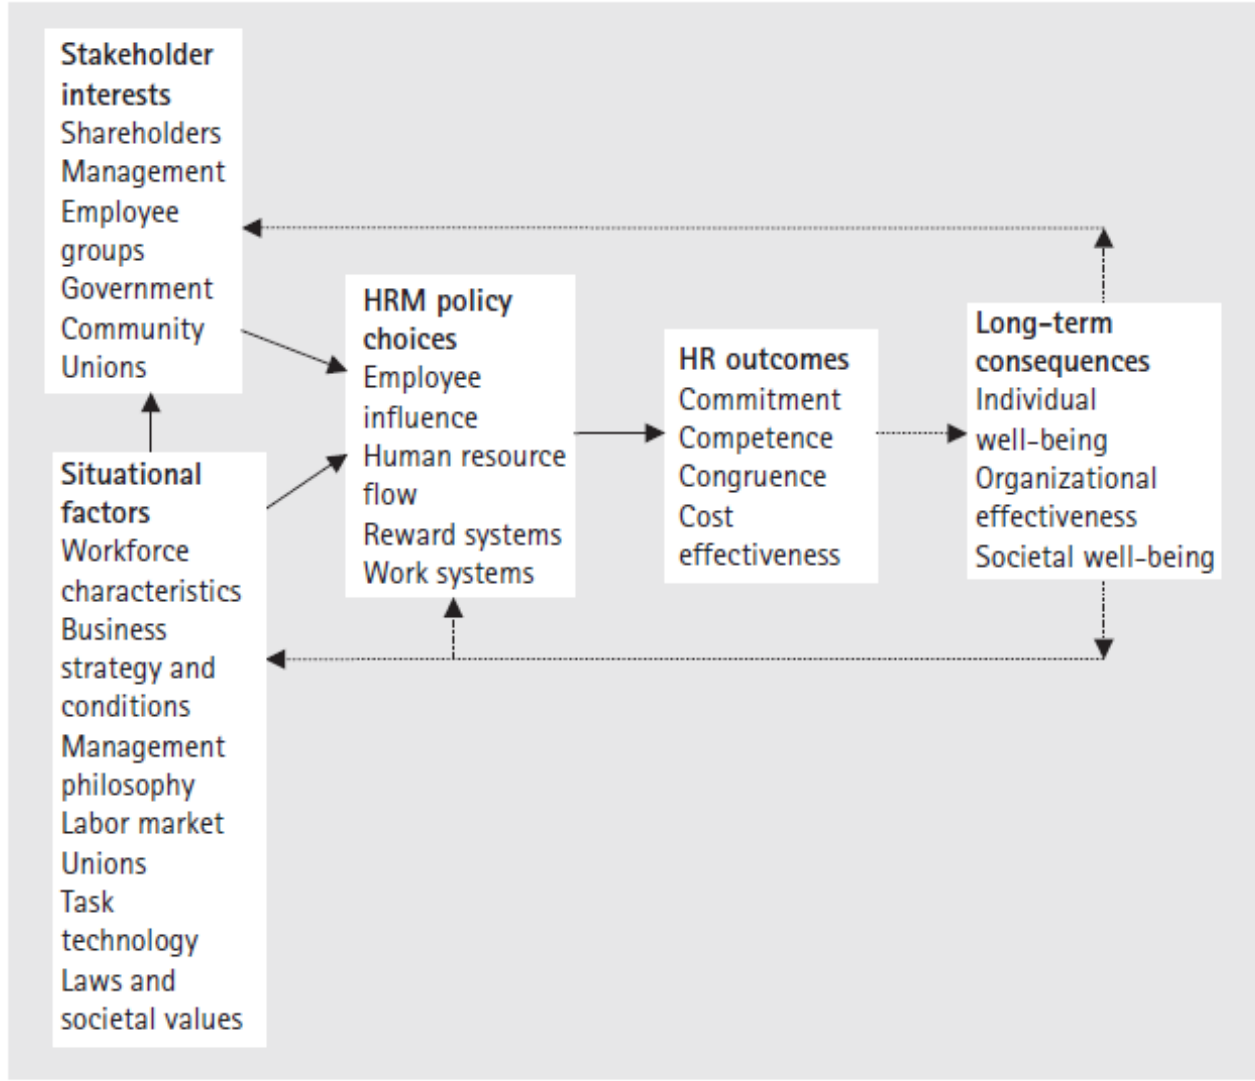 Stakeholder
interests
Shareholders
Management
Employee
groups
Government
Community
Unions
Situational
factors
Workforce
characteristics
Business
strategy and
conditions
Management
philosophy
Labor market
Unions
Task
technology
Laws and
societal values
HRM policy
choices
Employee
influence
Human resource
flow
Reward systems
Work systems
HR outcomes
Commitment
Competence
Congruence
Cost
effectiveness
Long-term
consequences
Individual
well-being
Organizational
effectiveness
Societal well-being